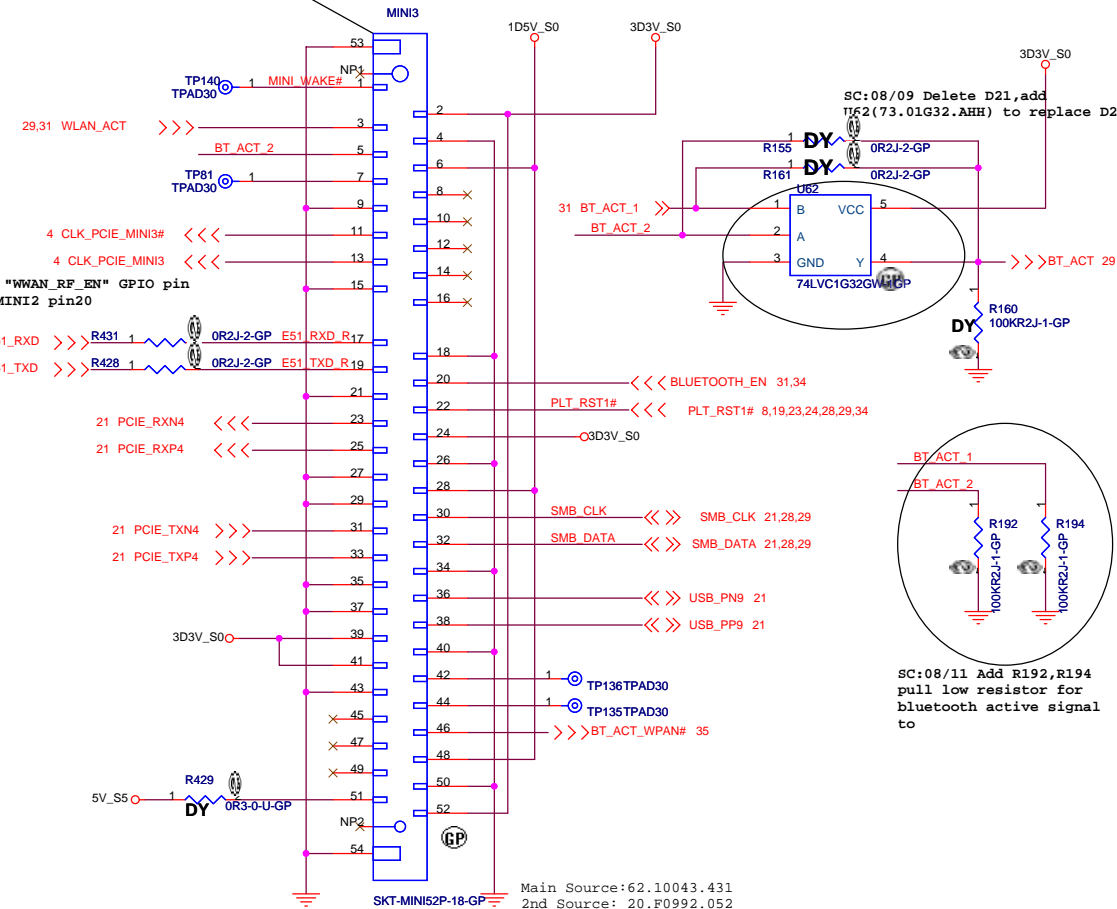 MINI3
1D5V_S0
3D3V_S0
3D3V_S0
SC:08/09 Delete D21,add
U62(73.01G32.AHH) to replace D2
53
NP1
TP140
TPAD30
1
MINI_WAKE#
1
2
29,31 WLAN_ACT
3
4
BT_ACT_2
5
6
TP81
TPAD30
1
7
8
9
10
4 CLK_PCIE_MINI3#
11
12
4 CLK_PCIE_MINI3
13
14
"WWAN_RF_EN" GPIO pin
MINI2 pin20
15
16
51_RXD
R431
1
0R2J-2-GP
E51_RXD_R
17
18
51_TXD
R428
1
0R2J-2-GP
E51_TXD_R
19
20
BLUETOOTH_EN 31,34
21
22
PLT_RST1#
PLT_RST1# 8,19,23,24,28,29,34
21 PCIE_RXN4
23
24
3D3V_S0
21 PCIE_RXP4
25
26
27
28
29
30
SMB_CLK
SMB_CLK 21,28,29
21 PCIE_TXN4
31
32
SMB_DATA
SMB_DATA 21,28,29
21 PCIE_TXP4
33
34
35
36
USB_PN9 21
37
38
USB_PP9 21
3D3V_S0
39
40
41
42
1
TP136TPAD30
43
44
1
TP135TPAD30
45
46
BT_ACT_WPAN# 35
47
48
49
50
5V_S5
R429
1
DY
0R3-0-U-GP
51
52
NP2
GP
54
SKT-MINI52P-18-GP
Main Source:62.10043.431
2nd Source: 20.F0992.052
R155
1
DY
0R2J-2-GP
R161
1
DY
0R2J-2-GP
U62
31 BT_ACT_1
1
B
VCC
5
BT_ACT_2
2
A
3
GND
Y
4
BT_ACT 29
74LVC1G32GW-1GP
GP
1
R160
DY
100KR2J-1-GP
BT_ACT_1
BT_ACT_2
1
R192
100KR2J-1-GP
1
R194
100KR2J-1-GP
SC:08/11 Add R192,R194
pull low resistor for
bluetooth active signal
to